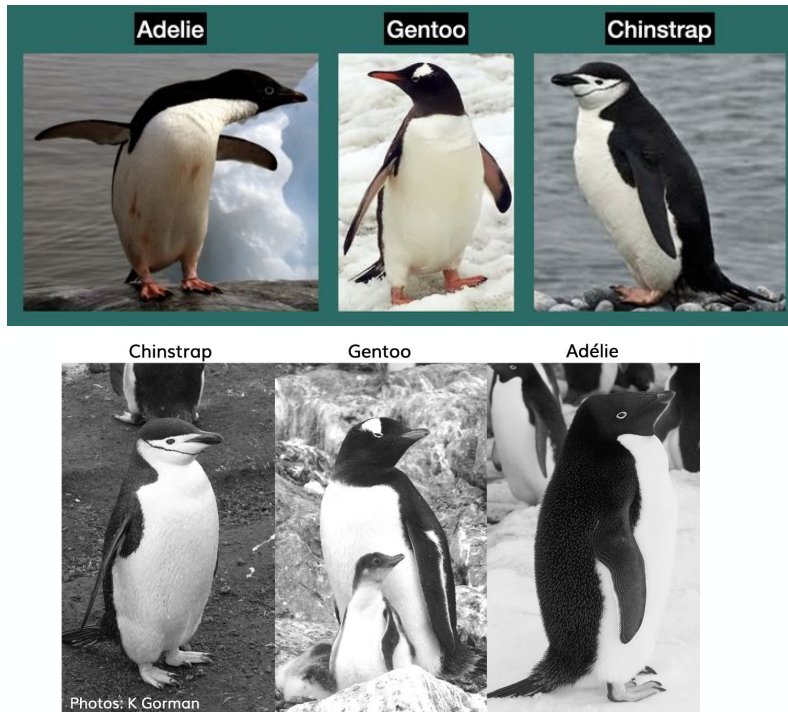 Adelie
Gentoo
Chinstrap
Chinstrap
Gentoo
Adélie
Photos: K Gorman